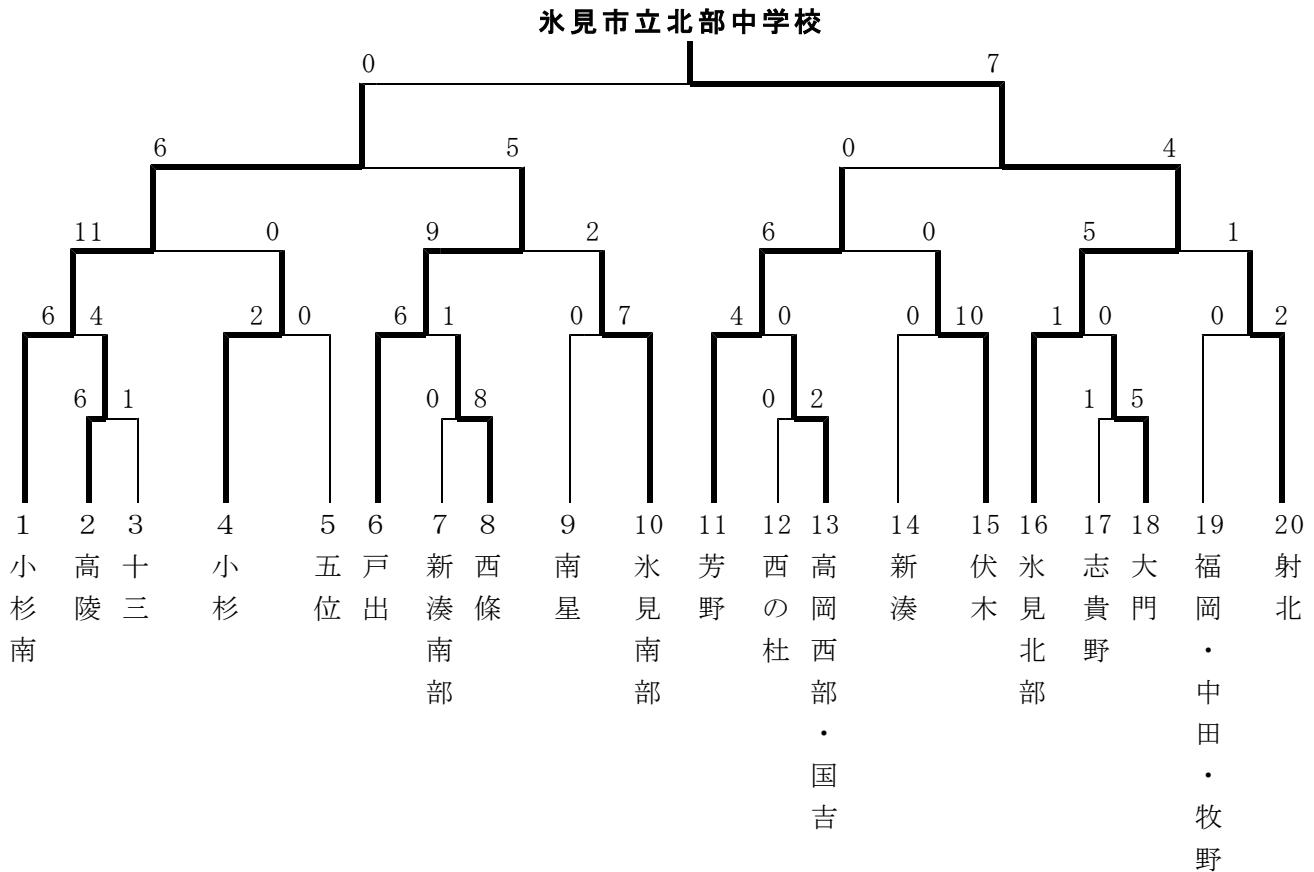 氷見市立北部中学校
0 7
6 5 0 4
11 0 9 2 6 0 5 1
6 4 2 0 6 1 0 7 4 0 0 10 1 0 0 2
6 1 0 8 0 2 1 5
1 2 3 4 5 6 7 8 9 10 11 12 13 14 15 16 17 18 19 20
小杉南
高陵
十三
小杉
五位
戸出
新湊南部
西條
南星
氷見南部
芳野
西の杜
高岡西部・国吉
新湊
伏木
氷見北部
志貴野
大門
福岡・中田・牧野
射北